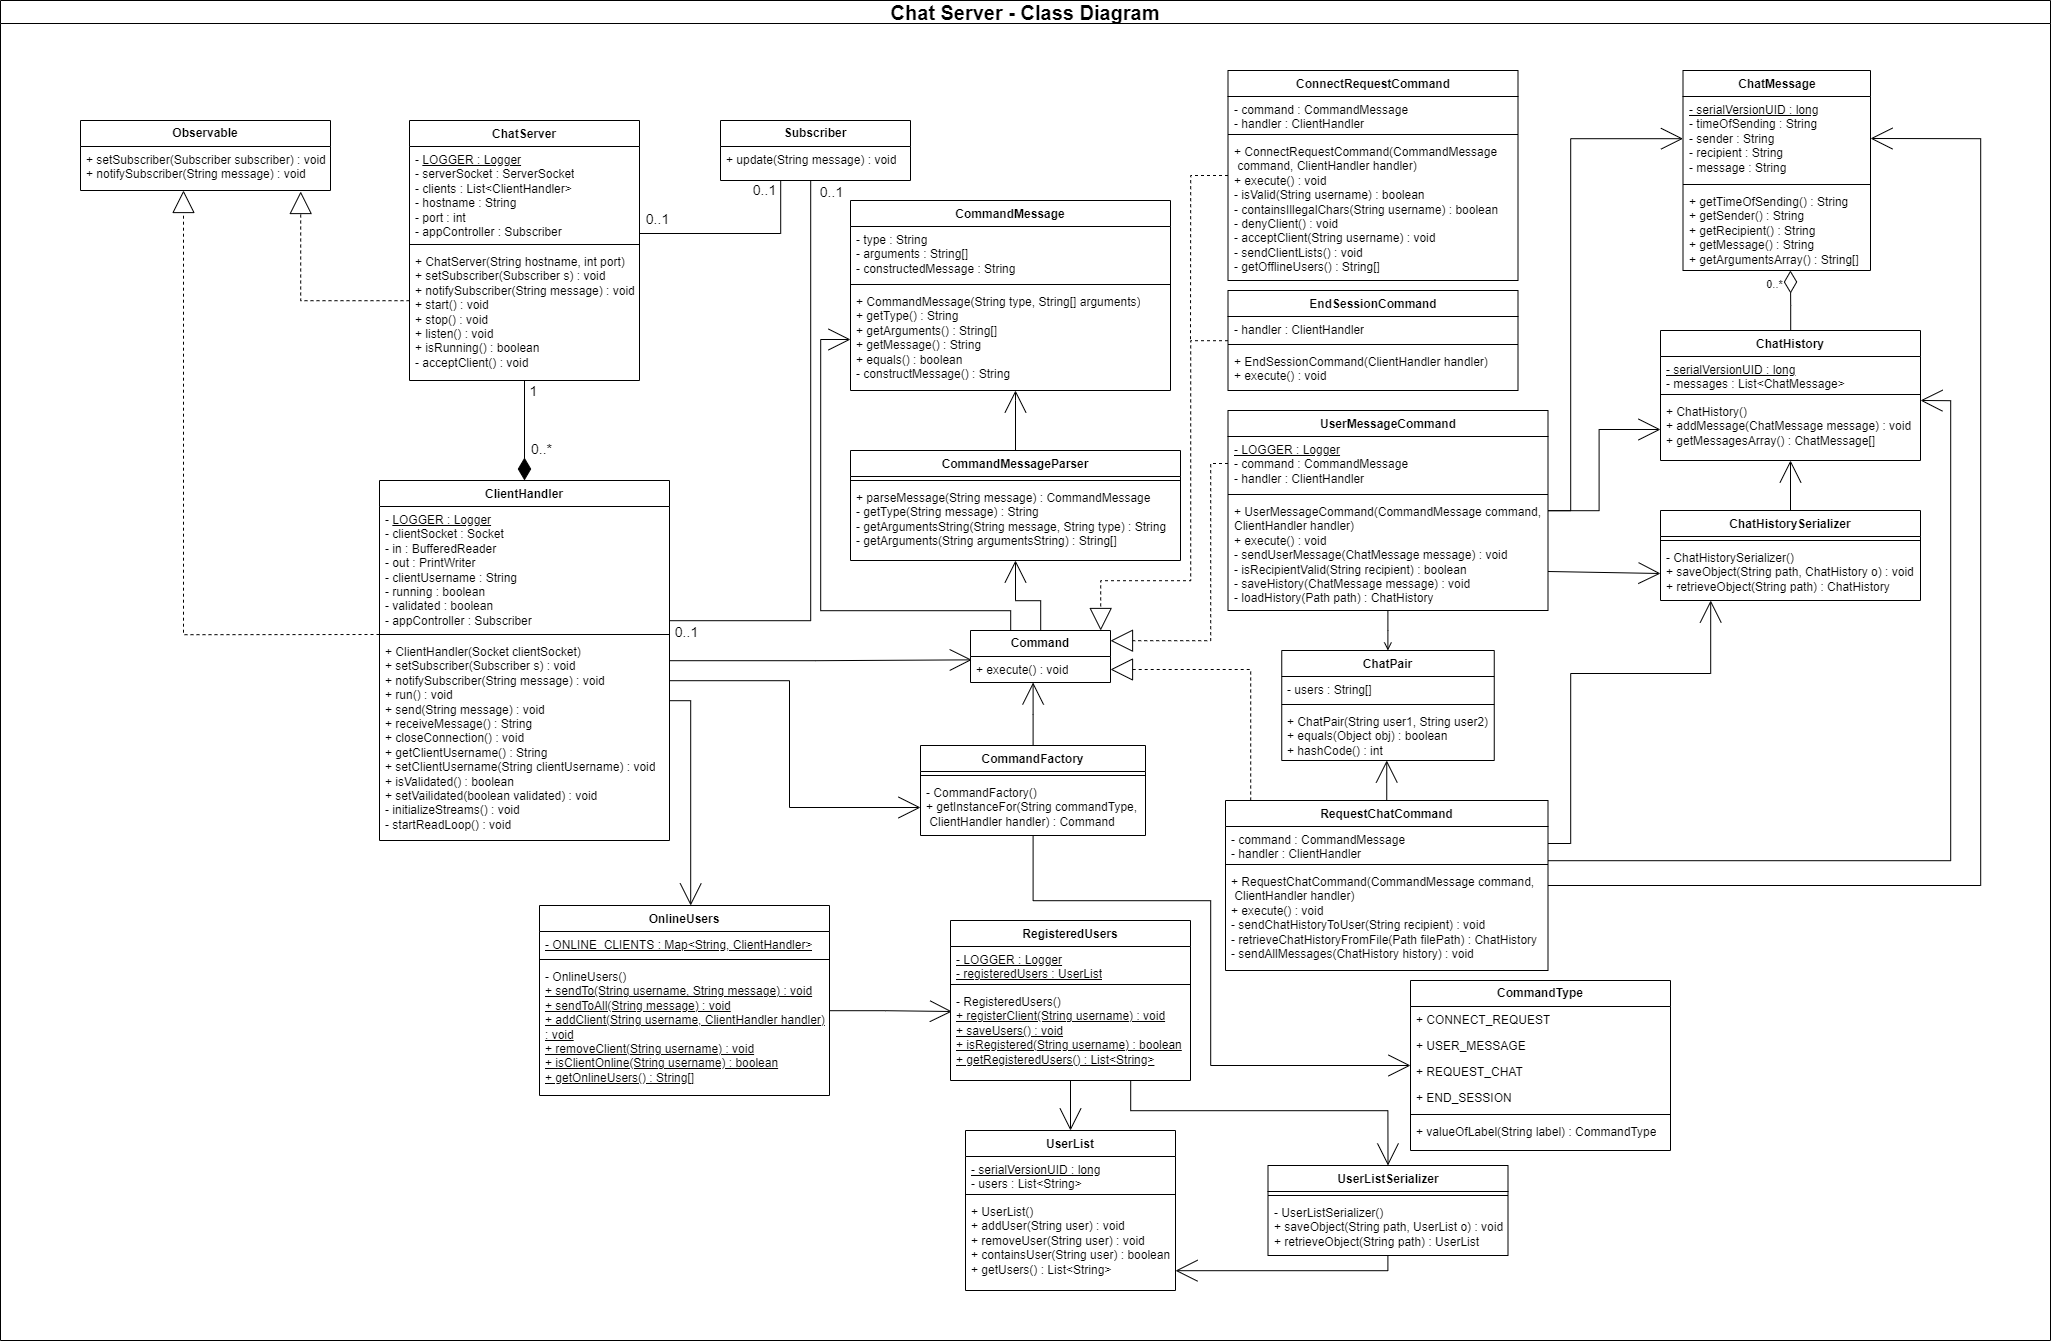 Chat Server - Class Diagram
Observable
+ setSubscriber(Subscriber subscriber) : void
+ notifySubscriber(String message) : void
ChatServer
- LOGGER : Logger
- serverSocket : ServerSocket
- clients : List<ClientHandler>
- hostname : String
- port : int
- appController : Subscriber
+ ChatServer(String hostname, int port)
+ setSubscriber(Subscriber s) : void
+ notifySubscriber(String message) : void
+ start() : void
+ stop() : void
+ listen() : void
+ isRunning() : boolean
- acceptClient() : void
Subscriber
+ update(String message) : void
0..1
0..1
0..1
1
0..*
ClientHandler
- LOGGER : Logger
- clientSocket : Socket
- in : BufferedReader
- out : PrintWriter
- clientUsername : String
- running : boolean
- validated : boolean
- appController : Subscriber
+ ClientHandler(Socket clientSocket)
+ setSubscriber(Subscriber s) : void
+ notifySubscriber(String message) : void
+ run() : void
+ send(String message) : void
+ receiveMessage() : String
+ closeConnection() : void
+ getClientUsername() : String
+ setClientUsername(String clientUsername) : void
+ isValidated() : boolean
+ setVailidated(boolean validated) : void
- initializeStreams() : void
- startReadLoop() : void
0..1
CommandMessage
- type : String
- arguments : String[]
- constructedMessage : String
+ CommandMessage(String type, String[] arguments)
+ getType() : String
+ getArguments() : String[]
+ getMessage() : String
+ equals() : boolean
- constructMessage() : String
CommandMessageParser
+ parseMessage(String message) : CommandMessage
- getType(String message) : String
- getArgumentsString(String message, String type) : String
- getArguments(String argumentsString) : String[]
Command
+ execute() : void
CommandFactory
- CommandFactory()
+ getInstanceFor(String commandType,
ClientHandler handler) : Command
ConnectRequestCommand
- command : CommandMessage
- handler : ClientHandler
+ ConnectRequestCommand(CommandMessage
command, ClientHandler handler)
+ execute() : void
- isValid(String username) : boolean
- containsIllegalChars(String username) : boolean
- denyClient() : void
- acceptClient(String username) : void
- sendClientLists() : void
- getOfflineUsers() : String[]
EndSessionCommand
- handler : ClientHandler
+ EndSessionCommand(ClientHandler handler)
+ execute() : void
UserMessageCommand
- LOGGER : Logger
- command : CommandMessage
- handler : ClientHandler
+ UserMessageCommand(CommandMessage command,
ClientHandler handler)
+ execute() : void
- sendUserMessage(ChatMessage message) : void
- isRecipientValid(String recipient) : boolean
- saveHistory(ChatMessage message) : void
- loadHistory(Path path) : ChatHistory
ChatPair
- users : String[]
+ ChatPair(String user1, String user2)
+ equals(Object obj) : boolean
+ hashCode() : int
RequestChatCommand
- command : CommandMessage
- handler : ClientHandler
+ RequestChatCommand(CommandMessage command,
ClientHandler handler)
+ execute() : void
- sendChatHistoryToUser(String recipient) : void
- retrieveChatHistoryFromFile(Path filePath) : ChatHistory
- sendAllMessages(ChatHistory history) : void
ChatMessage
- serialVersionUID : long
- timeOfSending : String
- sender : String
- recipient : String
- message : String
+ getTimeOfSending() : String
+ getSender() : String
+ getRecipient() : String
+ getMessage() : String
+ getArgumentsArray() : String[]
0..*
ChatHistory
- serialVersionUID : long
- messages : List<ChatMessage>
+ ChatHistory()
+ addMessage(ChatMessage message) : void
+ getMessagesArray() : ChatMessage[]
ChatHistorySerializer
- ChatHistorySerializer()
+ saveObject(String path, ChatHistory o) : void
+ retrieveObject(String path) : ChatHistory
OnlineUsers
- ONLINE_CLIENTS : Map<String, ClientHandler>
- OnlineUsers()
+ sendTo(String username, String message) : void
+ sendToAll(String message) : void
+ addClient(String username, ClientHandler handler)
: void
+ removeClient(String username) : void
+ isClientOnline(String username) : boolean
+ getOnlineUsers() : String[]
RegisteredUsers
- LOGGER : Logger
- registeredUsers : UserList
- RegisteredUsers()
+ registerClient(String username) : void
+ saveUsers() : void
+ isRegistered(String username) : boolean
+ getRegisteredUsers() : List<String>
CommandType
+ CONNECT_REQUEST
+ USER_MESSAGE
+ REQUEST_CHAT
+ END_SESSION
+ valueOfLabel(String label) : CommandType
UserList
- serialVersionUID : long
- users : List<String>
+ UserList()
+ addUser(String user) : void
+ removeUser(String user) : void
+ containsUser(String user) : boolean
+ getUsers() : List<String>
UserListSerializer
- UserListSerializer()
+ saveObject(String path, UserList o) : void
+ retrieveObject(String path) : UserList